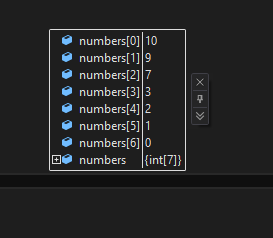 numbers[0] 10
numbers[1] 9
numbers[2] 7
numbers[3] 3
numbers[4] 2
numbers[5] 1
numbers[6] 0
numbers {int[7]}